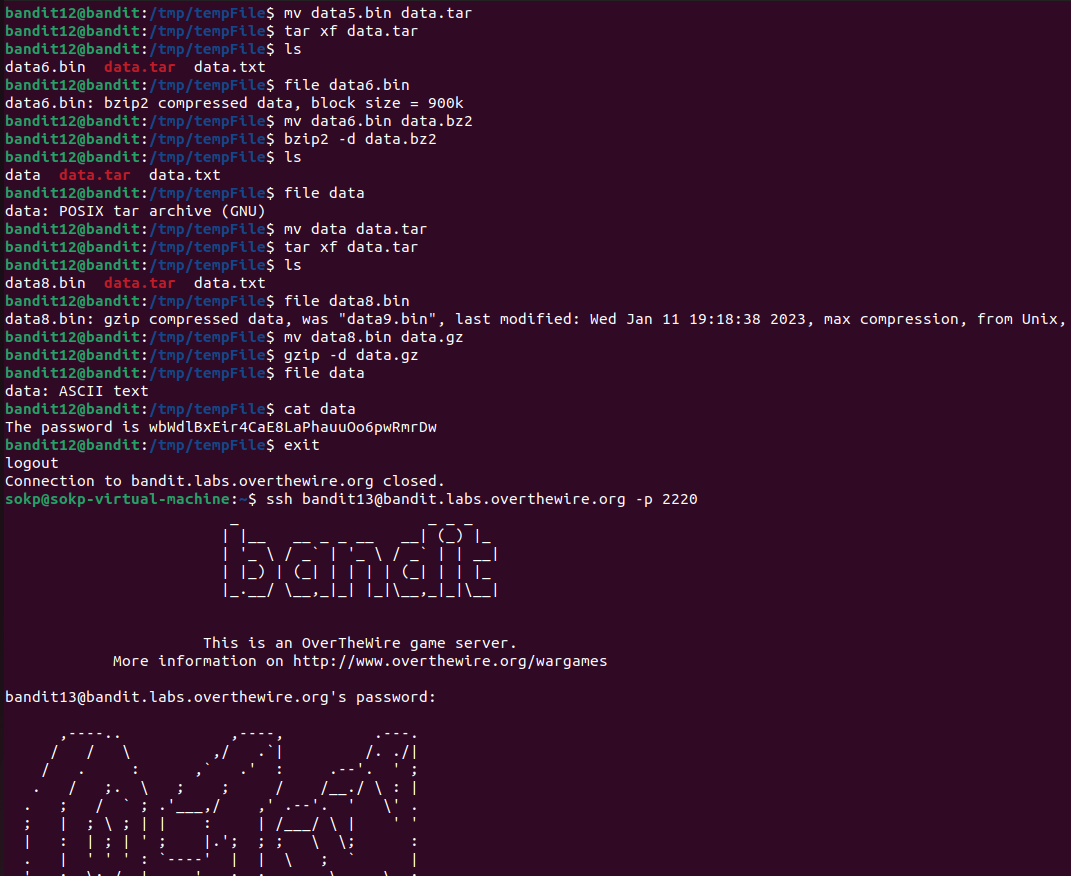 bandit12@bandit:/tmp/tempFile$ mv data5.bin data.tar
bandit12@bandit:/tmp/tempFile$ tar xf data.tar
bandit12@bandit:/tmp/tempFile$ ls
data6.bin  data.tar  data.txt
bandit12@bandit:/tmp/tempFile$ file data6.bin
data6.bin: bzip2 compressed data, block size = 900k
bandit12@bandit:/tmp/tempFile$ mv data6.bin data.bz2
bandit12@bandit:/tmp/tempFile$ bzip2 -d data.bz2
bandit12@bandit:/tmp/tempFile$ ls
data  data.tar  data.txt
bandit12@bandit:/tmp/tempFile$ file data
data: POSIX tar archive (GNU)
bandit12@bandit:/tmp/tempFile$ mv data data.tar
bandit12@bandit:/tmp/tempFile$ tar xf data.tar
bandit12@bandit:/tmp/tempFile$ ls
data8.bin  data.tar  data.txt
bandit12@bandit:/tmp/tempFile$ file data8.bin
data8.bin: gzip compressed data, was "data9.bin", last modified: Wed Jan 11 19:18:38 2023, max compression, from Unix,
bandit12@bandit:/tmp/tempFile$ mv data8.bin data.gz
bandit12@bandit:/tmp/tempFile$ gzip -d data.gz
bandit12@bandit:/tmp/tempFile$ file data
data: ASCII text
bandit12@bandit:/tmp/tempFile$ cat data
The password is wbWdlBxEir4CaE8LaPhauuOo6pwRmrDw
bandit12@bandit:/tmp/tempFile$ exit
logout
Connection to bandit.labs.overthewire.org closed.
sokp@sokp-virtual-machine:~$ ssh bandit13@bandit.labs.overthewire.org -p 2220
bandit
This is an OverTheWire game server.
More information on http://www.overthewire.org/wargames
bandit13@bandit.labs.overthewire.org's password: